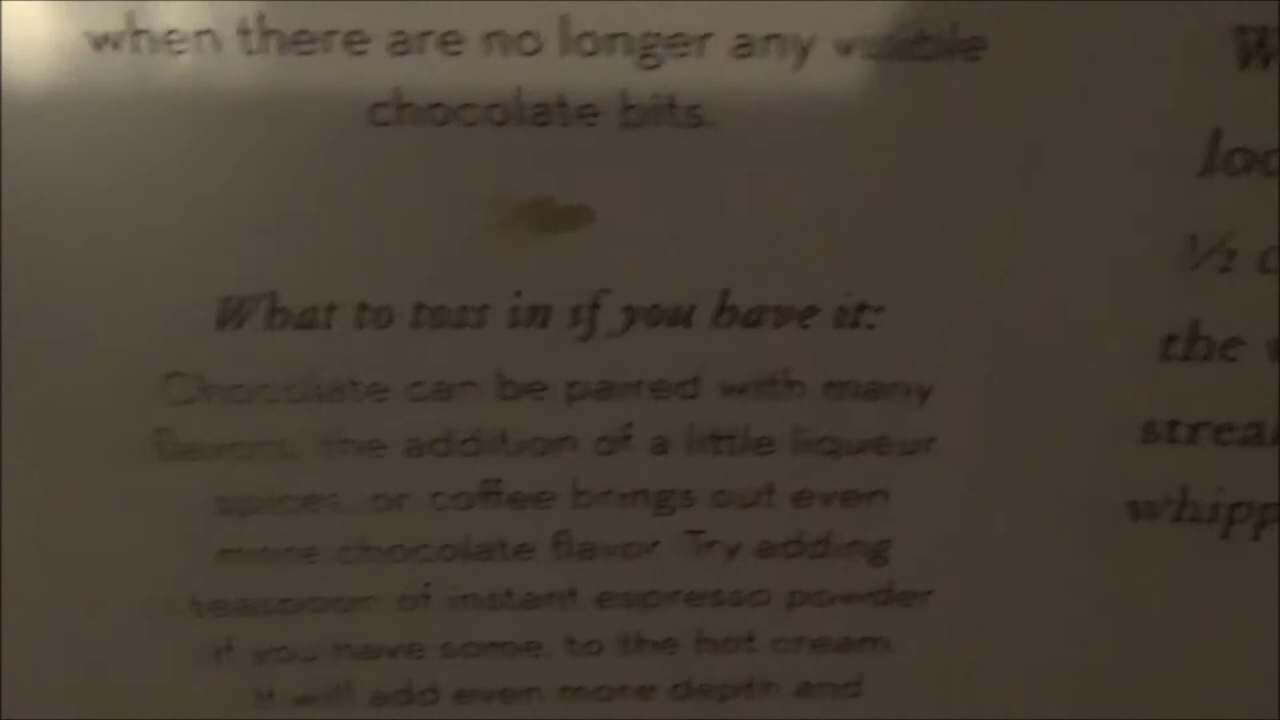 when there are no longer any visible
chocolate bits.
What to toss in if you have it:
Chocolate can be paired with many
flavors, the addition of a little liqueur
spices, or coffee brings out even
more chocolate flavor. Try adding
teaspoon of instant espresso powder
if you have some, to the hot cream.
It will add even more depth and
½
the
whipp